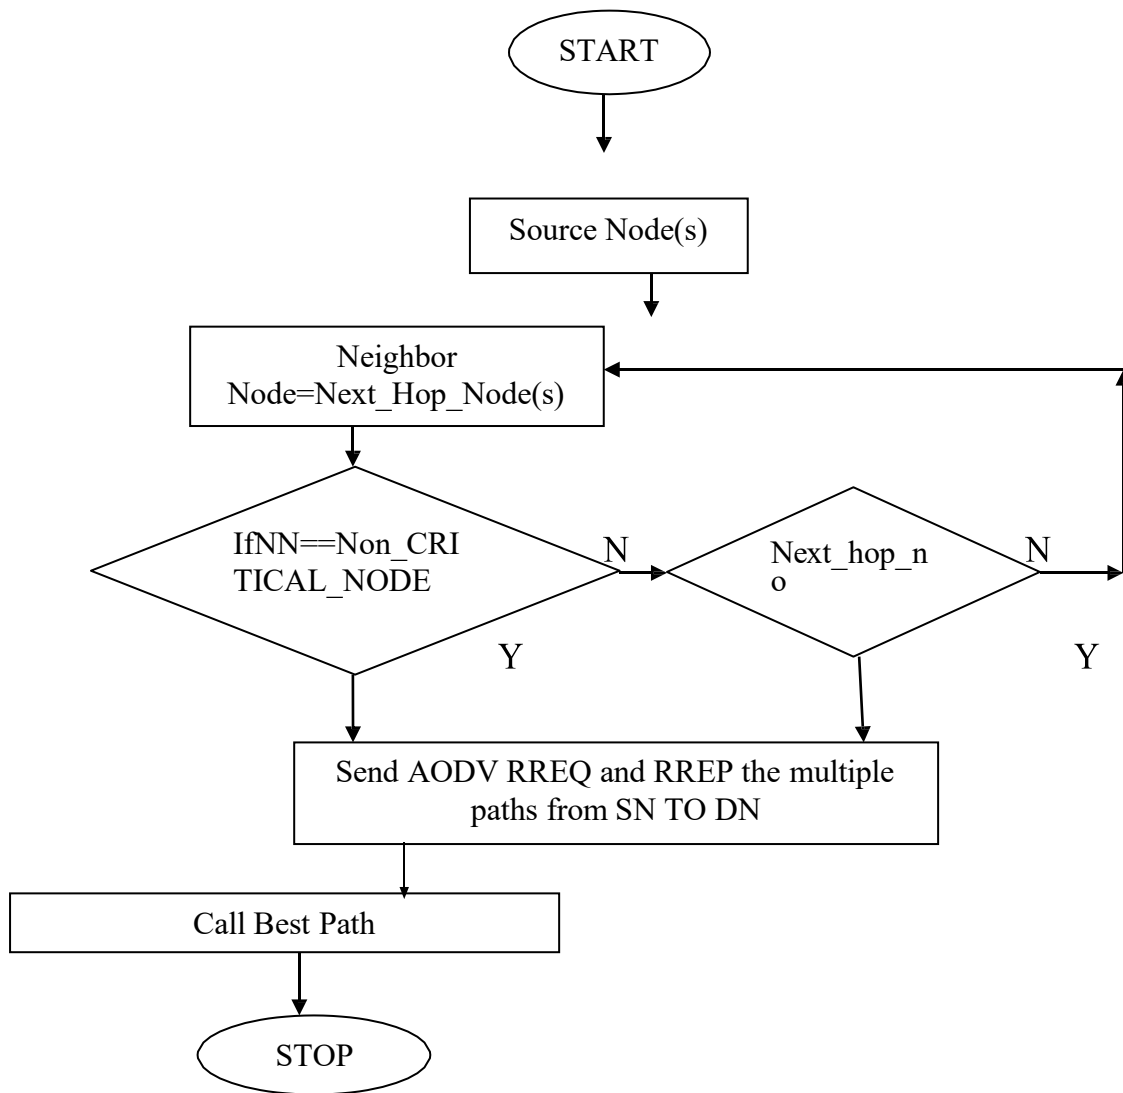 START
Source Node(s)
Neighbor
Node=Next_Hop_Node(s)
IfNN==Non_CRI
TICAL_NODE
N
Next_hop_n
o
N
Y
Y
Send AODV RREQ and RREP the multiple
paths from SN TO DN
Call Best Path
STOP